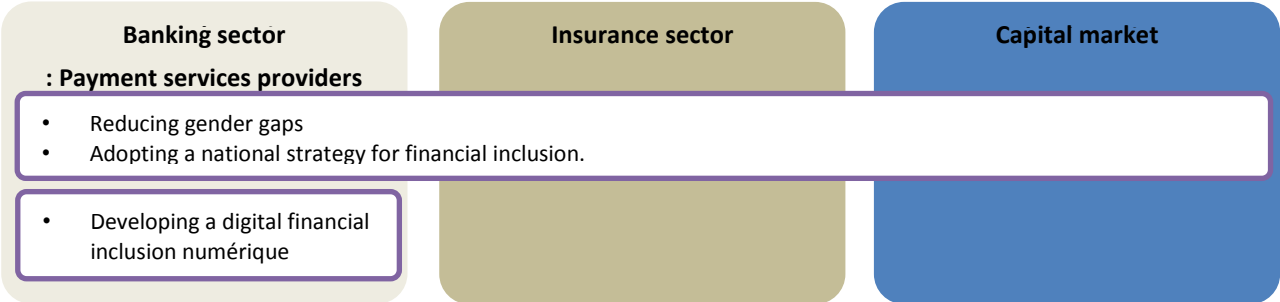 Banking sector
: Payment services providers
Insurance sector
Capital market
• Reducing gender gaps
• Adopting a national strategy for financial inclusion.
• Developing a digital financial
inclusion numérique